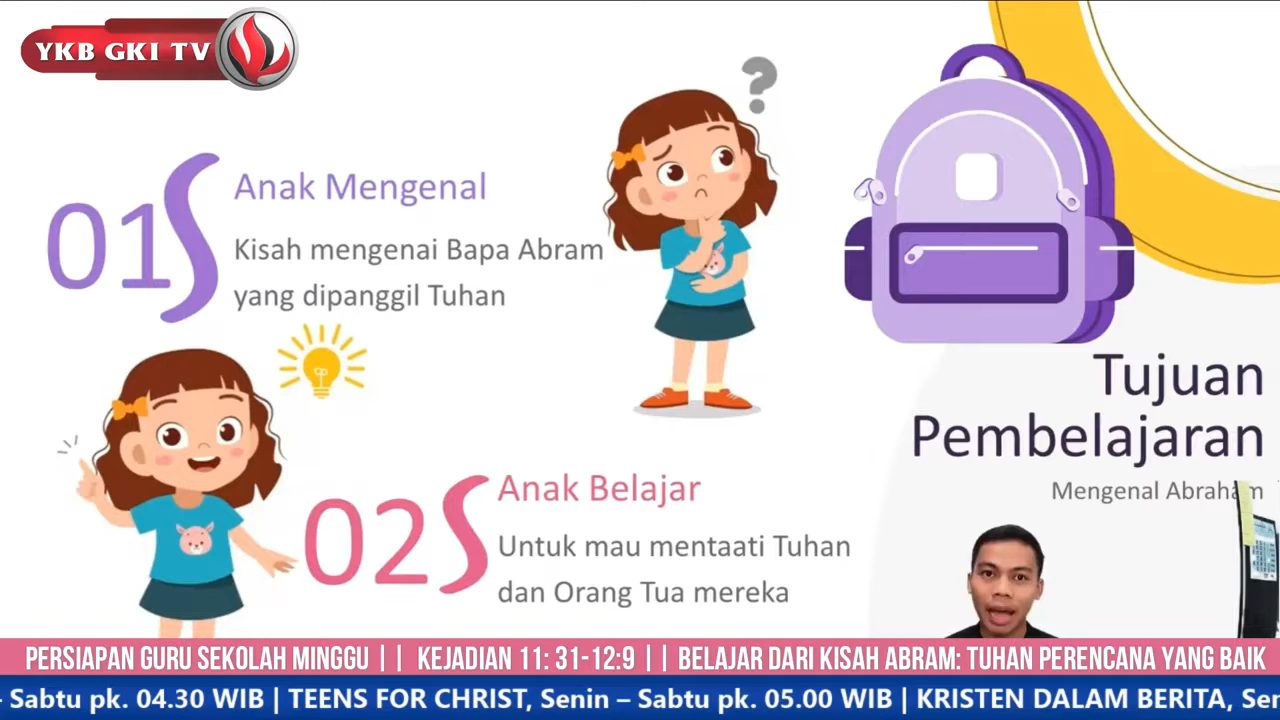 YKB GKI TV
01
Anak Mengenal
Kisah mengenai Bapa Abram
yang dipanggil Tuhan
?
02
Anak Belajar
Untuk mau mentaati Tuhan
dan Orang Tua mereka
Tujuan
Pembelajaran
Mengenal Abraham
PERSIAPAN GURU SEKOLAH MINGGU || KEJADIAN 11: 31-12:9 || BELAJAR DARI KISAH ABRAM: TUHAN PERENCANA YANG BAIK
– Sabtu pk. 04.30 WIB | TEENS FOR CHRIST, Senin – Sabtu pk. 05.00 WIB | KRISTEN DALAM BERITA, Sen